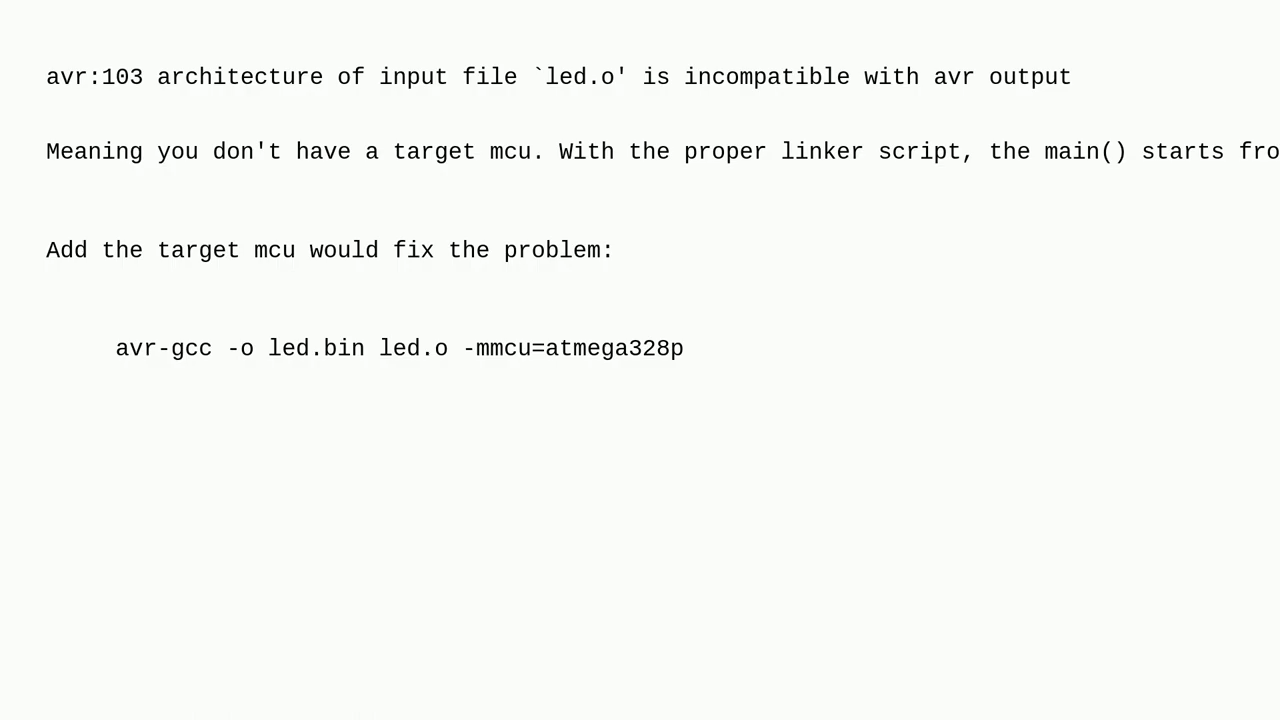 avr:103 architecture of input file `led.o' is incompatible with avr output
Meaning you don't have a target mcu. With the proper linker script, the main() starts
Add the target mcu would fix the problem:
avr-gcc -o led.bin led.o -mmcu=atmega328p